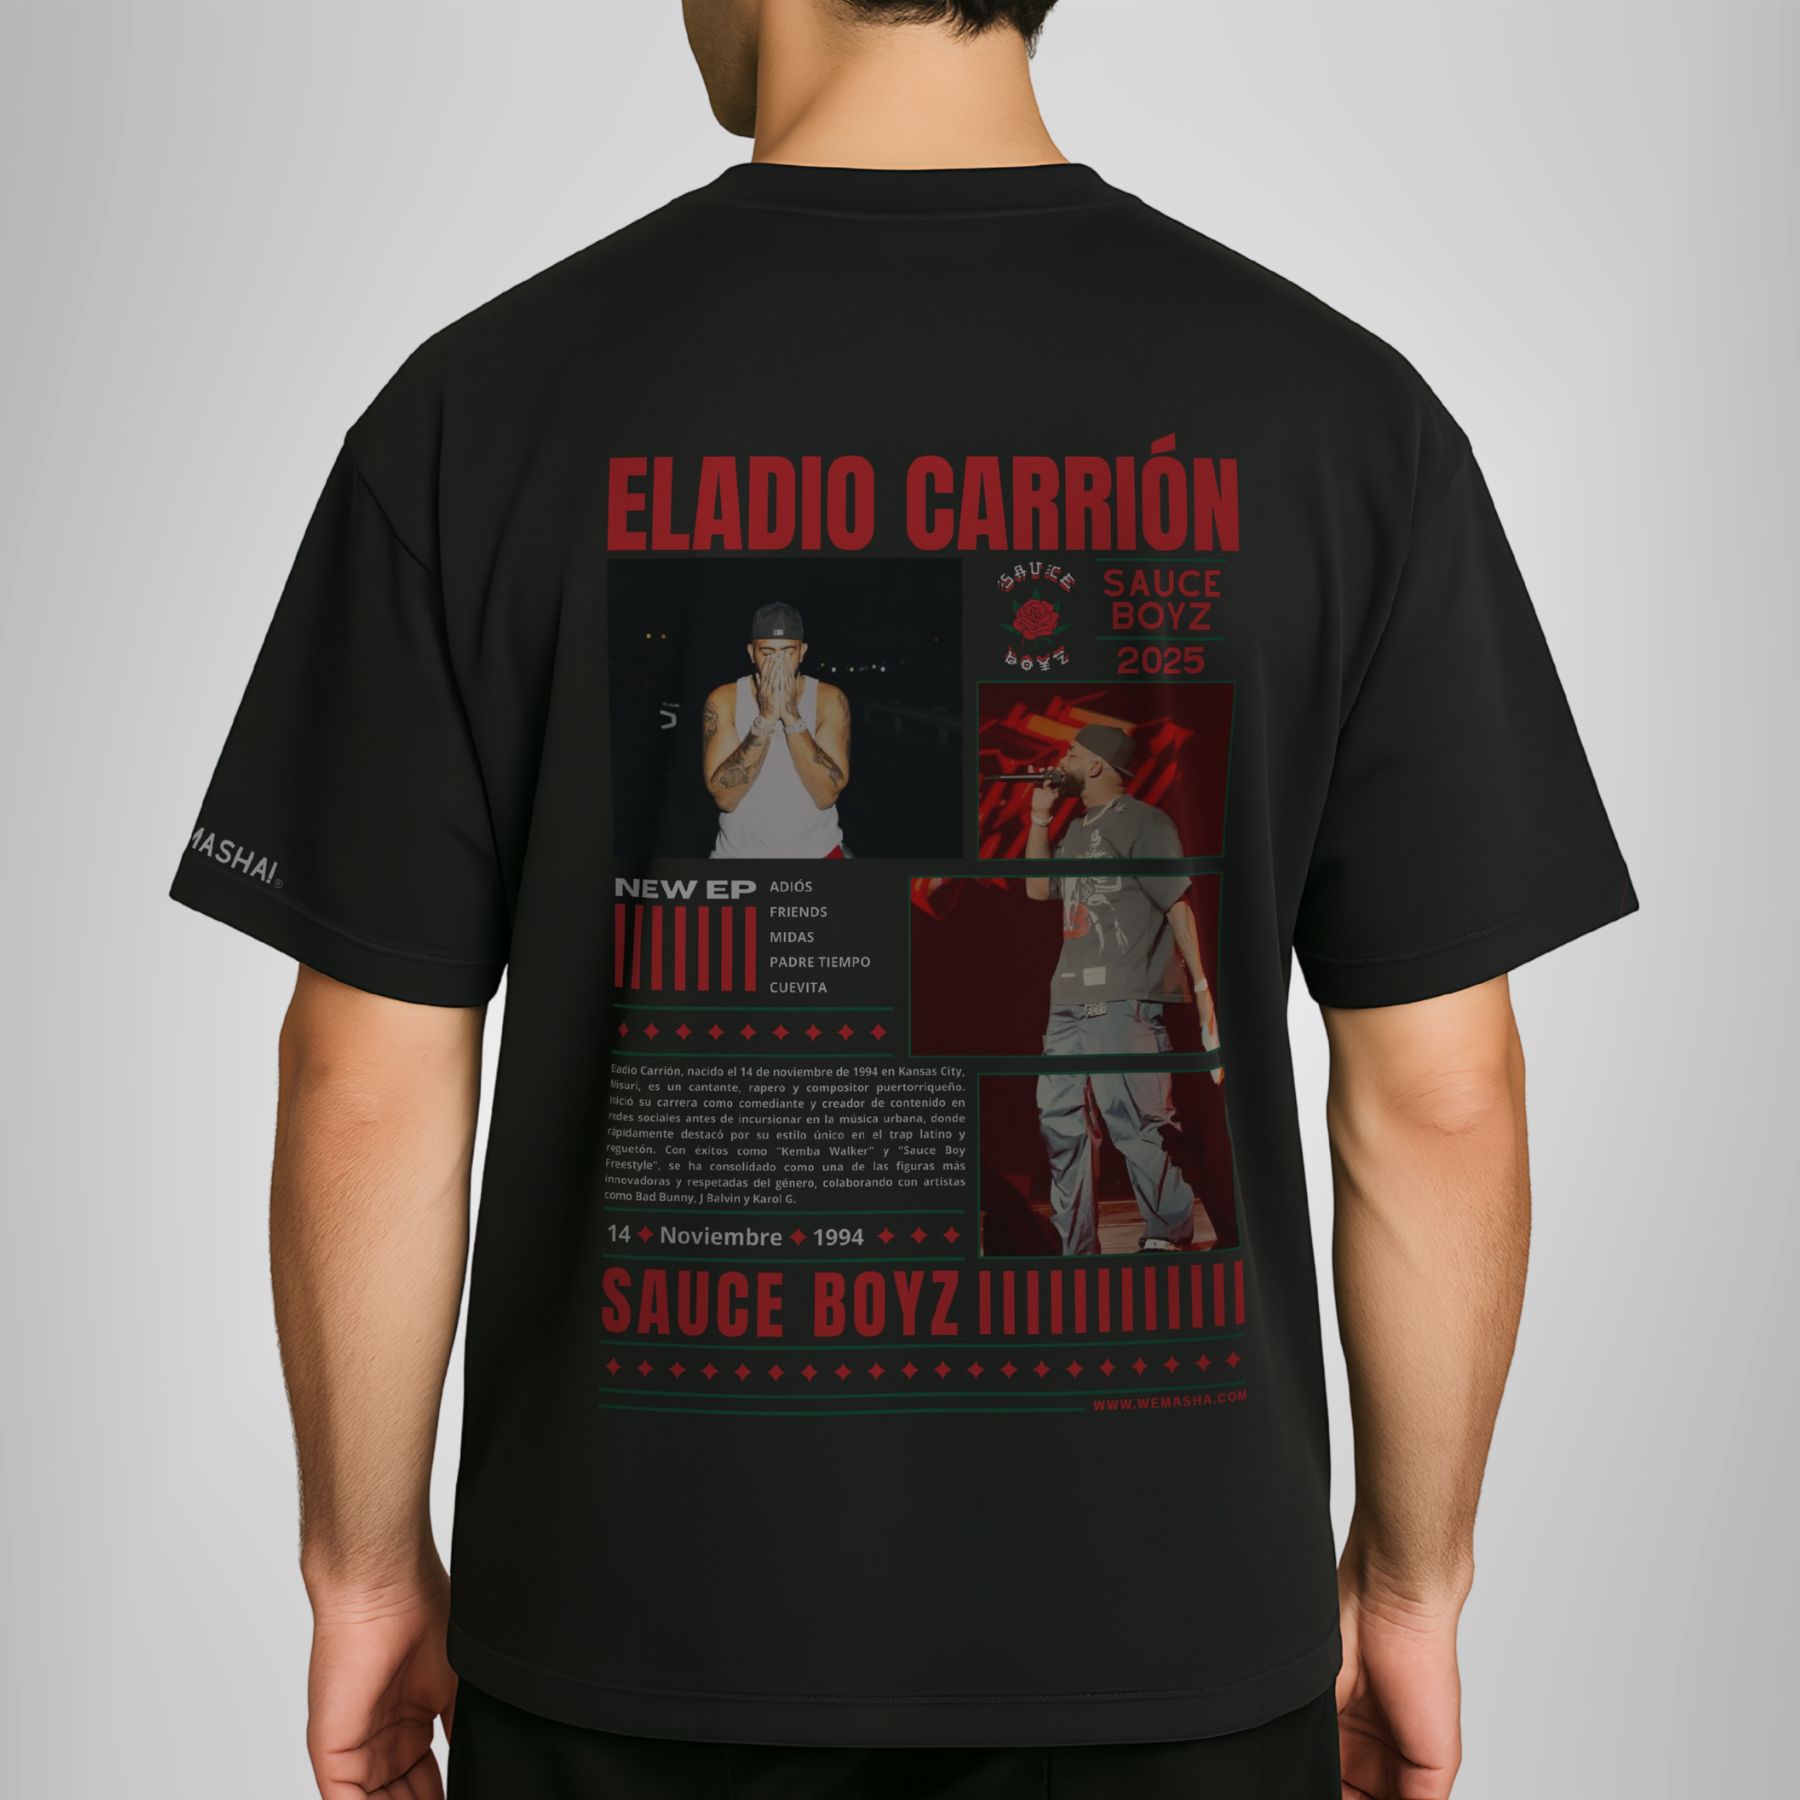 ELADIO CARRIÓN
SAUCE
BOYZ
SAUCE
BOYZ
2025
NEW EP
ADIÓS
FRIENDS
MIDAS
PADRE TIEMPO
CUEVITA
Eladio Carrión, nacido el 14 de noviembre de 1994 en Kansas City,
Misuri, es un cantante, rapero y compositor puertorriqueño.
Inició su carrera como comediante y creador de contenido en
redes sociales antes de incursionar en la música urbana, donde
rápidamente destacó por su estilo único en el trap latino y
reguetón. Con éxitos como "Kemba Walker" y "Sauce Boy
Freestyle", se ha consolidado como una de las figuras más
innovadoras y respetadas del género, colaborando con artistas
como Bad Bunny, J Balvin y Karol G.
14 ✦ Noviembre ✦ 1994
SAUCE BOYZ
WWW.WEMASHA.COM
MASHA!®